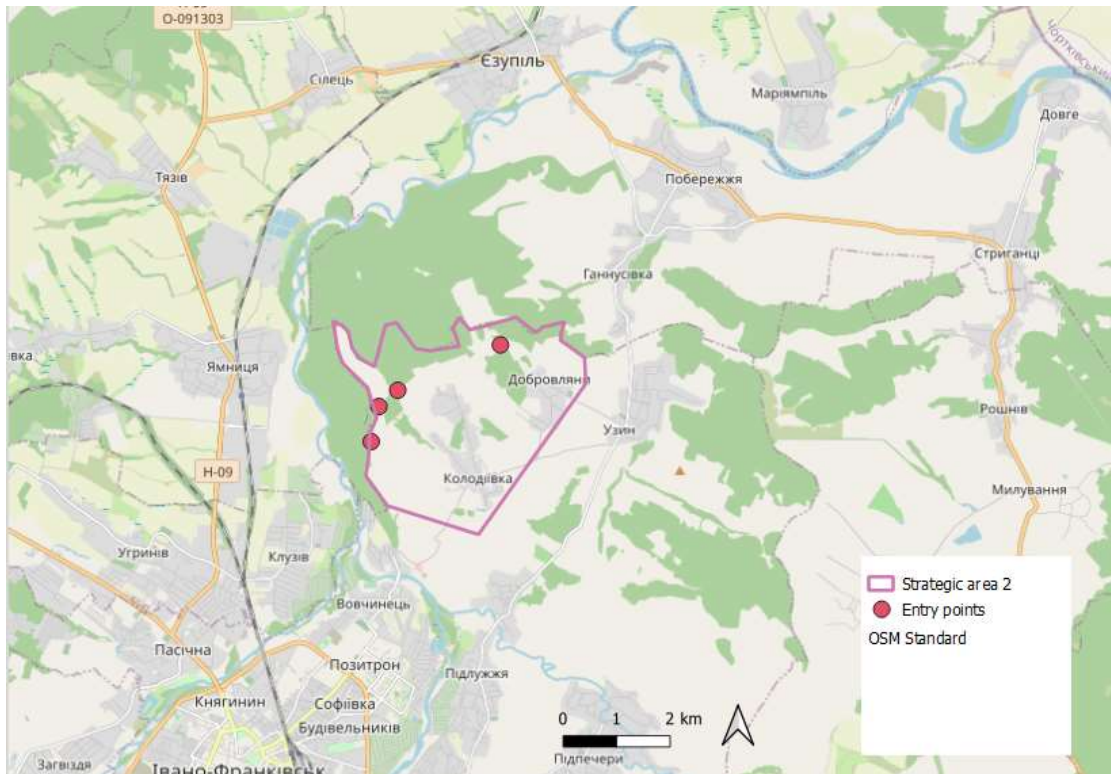 О-091303
Єзупіль
Сілець
Чортківський
Маріямпіль
Довге
Тязів
Побережжя
Стриганці
Ганнусівка
вка
Ямниця
Добровляни
Рошнів
Узин
Н-09
Колодіївка
Милування
Угринів
Клузів
Strategic area 2
Entry points
Вовчинець
OSM Standard
Пасічна
Позитрон
Підлужжя
Княгинин
Софіївка
0 1 2 km
Будівельників
Підпечери
Загвіздя
Івано-Франківськ